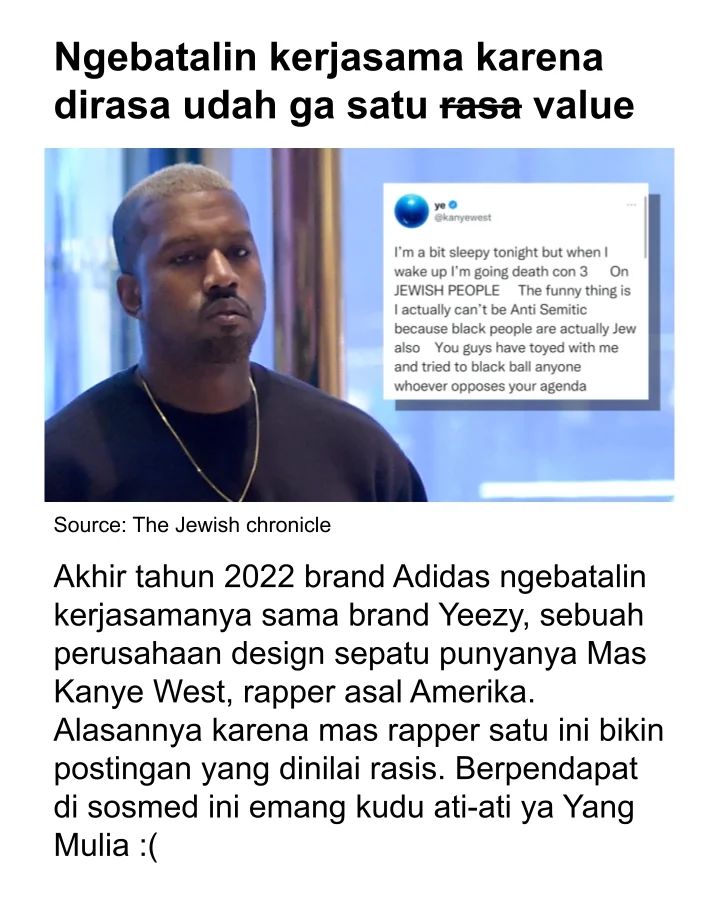 Ngebatalin kerjasama karena
dirasa udah ga satu rasa value
ye
@kanyewest
I'm a bit sleepy tonight but when I
wake up I'm going death con 3 On
JEWISH PEOPLE The funny thing is
I actually can't be Anti Semitic
because black people are actually Jew
also You guys have toyed with me
and tried to black ball anyone
whoever opposes your agenda
Source: The Jewish chronicle
Akhir tahun 2022 brand Adidas ngebatalin
kerjasamanya sama brand Yeezy, sebuah
perusahaan design sepatu punyanya Mas
Kanye West, rapper asal Amerika.
Alasannya karena mas rapper satu ini bikin
postingan yang dinilai rasis. Berpendapat
di sosmed ini emang kudu ati-ati ya Yang
Mulia :(